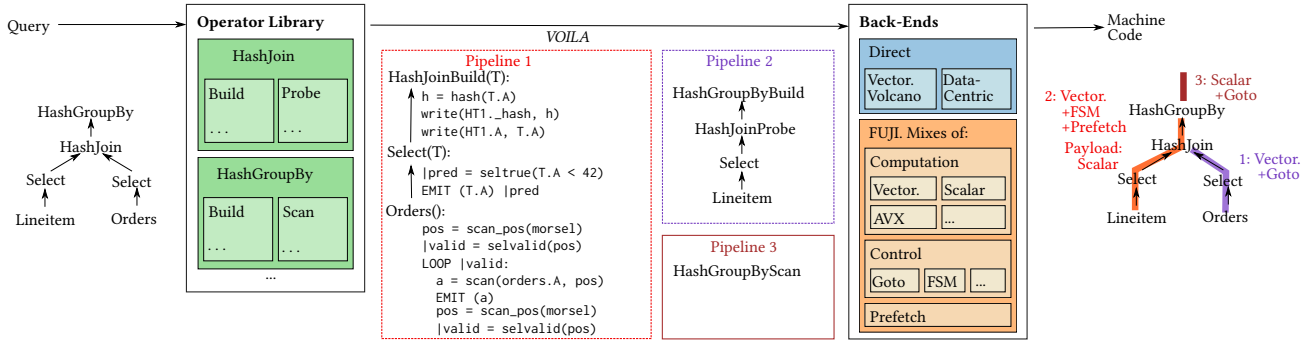 Query
HashGroupBy
HashJoin
Select
Select
Lineitem
Orders
Operator Library
HashJoin
Build
. . .
Probe
. . .
HashGroupBy
Build
. . .
Scan
. . .
...
VOILA
Pipeline 1
HashJoinBuild(T):
h = hash(T.A)
write(HT1._hash, h)
write(HT1.A, T.A)
Select(T):
|pred = seltrue(T.A < 42)
EMIT (T.A) |pred
Orders():
pos = scan_pos(morsel)
|valid = selvalid(pos)
LOOP |valid:
a = scan(orders.A, pos)
EMIT (a)
pos = scan_pos(morsel)
|valid = selvalid(pos)
Pipeline 2
HashGroupByBuild
HashJoinProbe
Select
Lineitem
Pipeline 3
HashGroupByScan
Back-Ends
Direct
Vector.
Volcano
Data-
Centric
FUJI. Mixes of:
Computation
Vector.
Scalar
AVX
...
Control
Goto
FSM
...
Prefetch
Machine
Code
3: Scalar
+Goto
2: Vector.
+FSM
+Prefetch
Payload:
Scalar
HashGroupBy
HashJoin
1: Vector.
+Goto
Select
Select
Lineitem
Orders